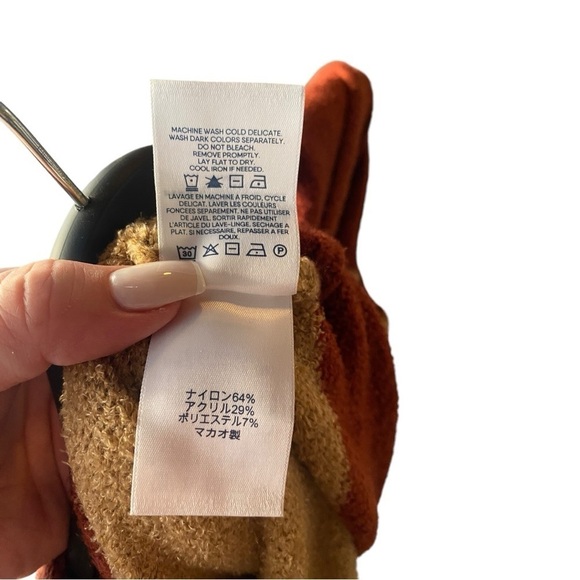 MACHINE WASH COLD DELICATE.
WASH DARK COLORS SEPARATELY.
DO NOT BLEACH.
REMOVE PROMPTLY.
LAY FLAT TO DRY.
COOL IRON IF NEEDED.
LAVAGE EN MACHINE À FROID, CYCLE
DELICAT. LAVER LES COULEURS
FONCEES SEPAREMENT. NE PAS UTILISER
DE JAVEL. SORTIR RAPIDEMENT
L'ARTICLE DU LAVE-LINGE. SECHAGE A
PLAT. SI NECESSAIRE, REPASSER A FER
DOUX.
30 P
ナイロン64%
アクリル29%
ポリエステル7%
マカオ製